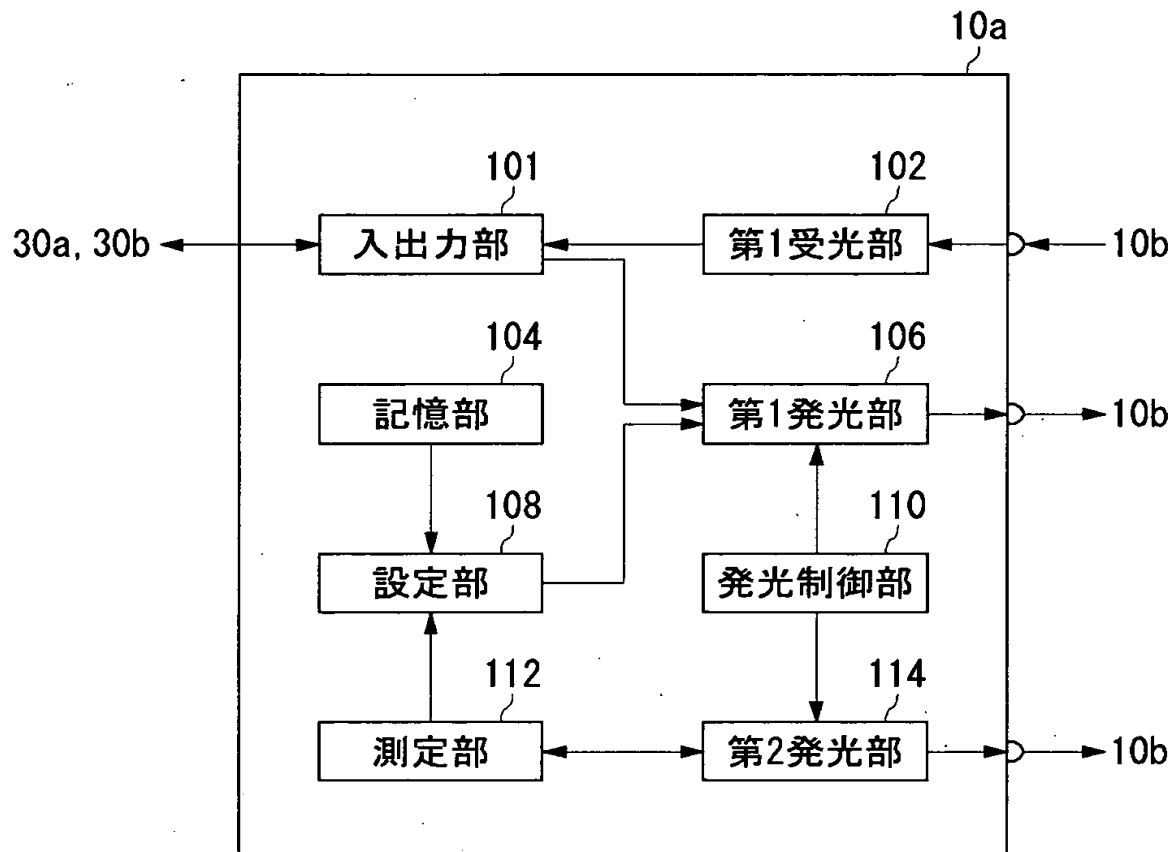 10a
101
102
30a, 30b
入出力部
第1受光部
10b
104
106
記憶部
第1発光部
10b
108
110
設定部
発光制御部
112
114
測定部
第2発光部
10b